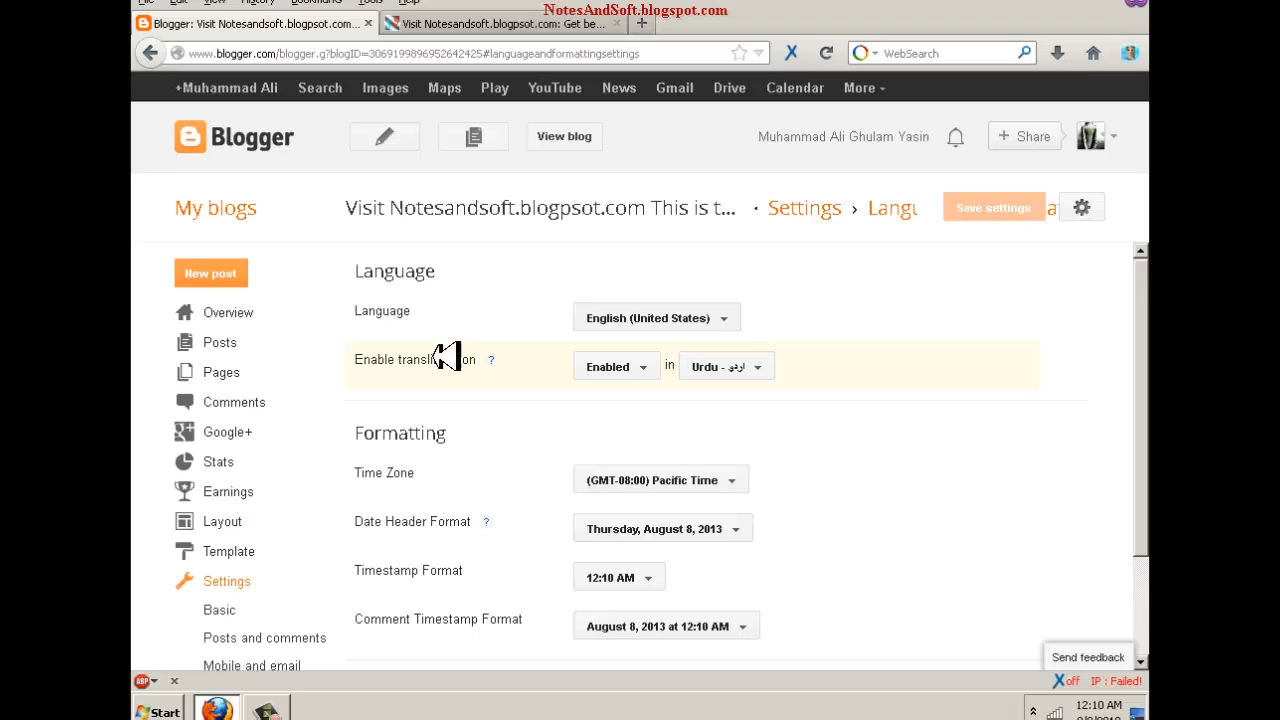 NotesAndSoft.blogspot.com
Blogger: Visit Notesandsoft.blogpsot.com...
Visit Notesandsoft.blogpsot.com: Get be...
www.blogger.com/blogger.g?blogID=3069199896952642425#languageandformattingsettings
WebSearch
+Muhammad Ali Search Images Maps Play YouTube News Gmail Drive Calendar More
Blogger
View blog
Muhammad Ali Ghulam Yasin
+ Share
My blogs
Visit Notesandsoft.blogpsot.com This is t... · Settings › Langu
Save settings
New post
Overview
Posts
Pages
Comments
Google+
Stats
Earnings
Layout
Template
Settings
Basic
Posts and comments
Mobile and email
Language
Language English (United States)
Enable transli on ? Enabled in Urdu - اردو
Formatting
Time Zone (GMT-08:00) Pacific Time
Date Header Format ? Thursday, August 8, 2013
Timestamp Format 12:10 AM
Comment Timestamp Format August 8, 2013 at 12:10 AM
Send feedback
ABP
Xoff IP : Failed!
Start
12:10 AM